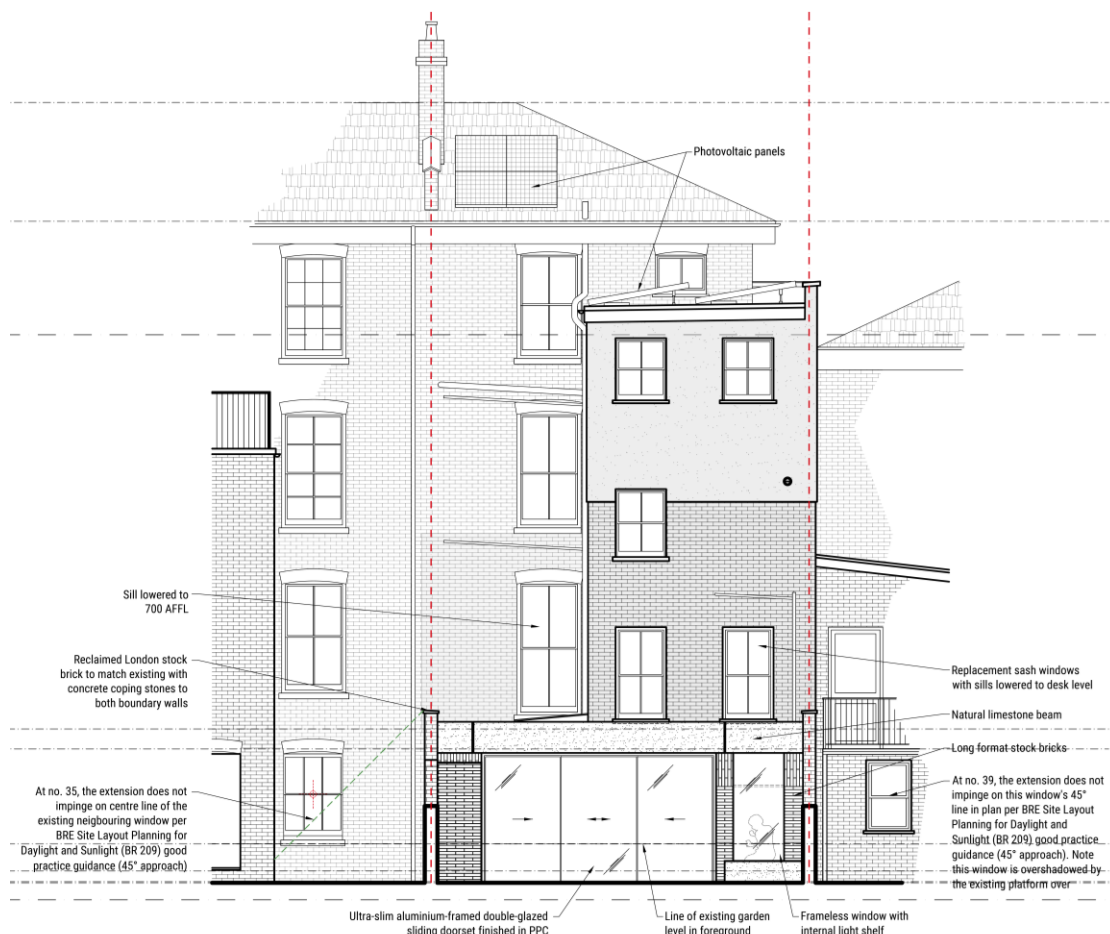 Photovoltaic panels
Sill lowered to
700 AFFL
Reclaimed London stock
brick to match existing with
concrete coping stones to
both boundary walls
Replacement sash windows
with sills lowered to desk level
Natural limestone beam
Long format stock bricks
At no. 35, the extension does not
impinge on centre line of the
existing neigbouring window per
BRE Site Layout Planning for
Daylight and Sunlight (BR 209) good
practice guidance (45° approach)
At no. 39, the extension does not
impinge on this window's 45°
line in plan per BRE Site Layout
Planning for Daylight and
Sunlight (BR 209) good practice
guidance (45° approach). Note
this window is overshadowed by
the existing platform over
Ultra-slim aluminium-framed double-glazed
sliding doorset finished in PPC
Line of existing garden
level in foreground
Frameless window with
internal light shelf